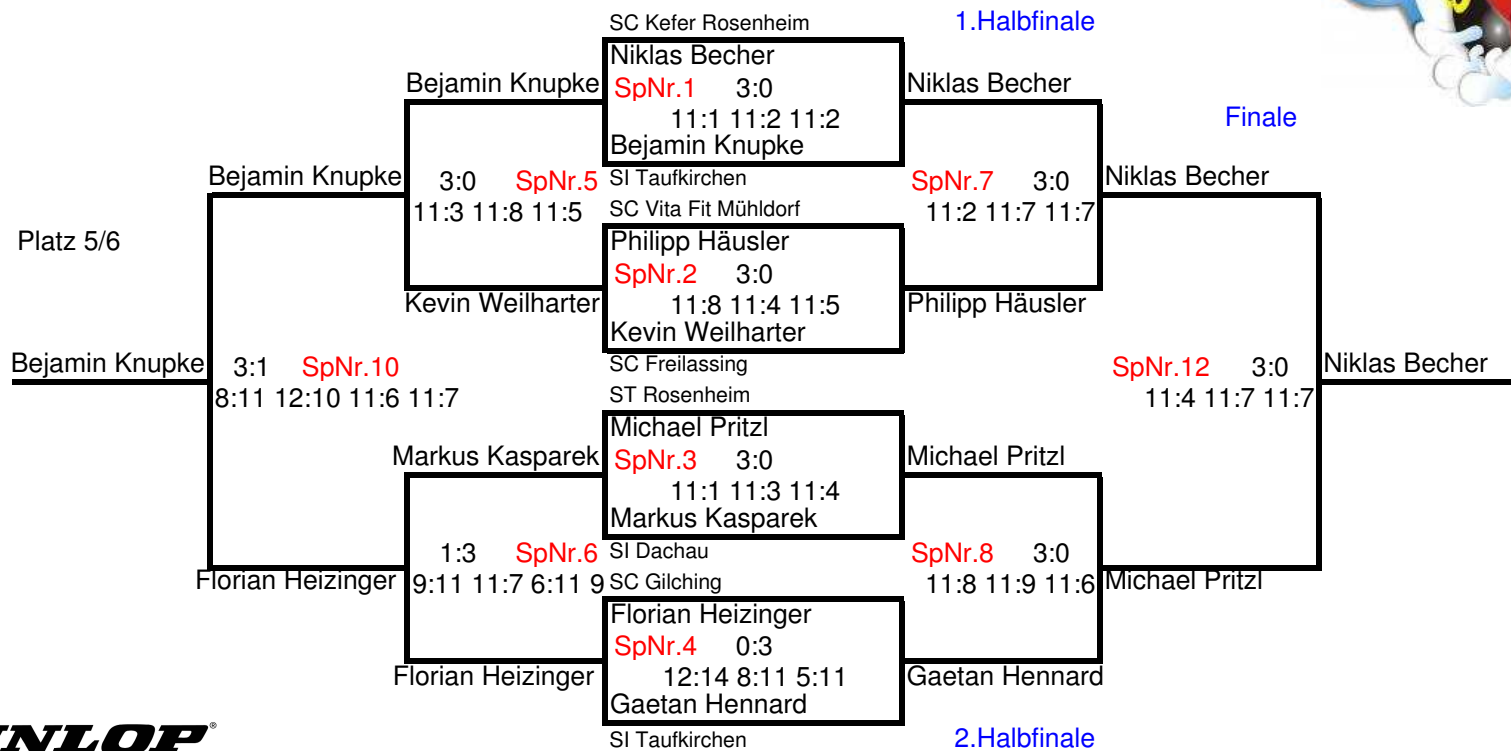 SC Kefer Rosenheim
1.Halbfinale
Niklas Becher
Bejamin Knupke
SpNr.1 3:0
Niklas Becher
11:1 11:2 11:2
Finale
Bejamin Knupke
Bejamin Knupke
3:0 SpNr.5
SI Taufkirchen
SpNr.7 3:0
Niklas Becher
11:3 11:8 11:5
SC Vita Fit Mühldorf
11:2 11:7 11:7
Platz 5/6
Philipp Häusler
SpNr.2 3:0
Kevin Weilharter
11:8 11:4 11:5
Philipp Häusler
Kevin Weilharter
Bejamin Knupke
3:1 SpNr.10
SC Freilassing
SpNr.12 3:0
Niklas Becher
8:11 12:10 11:6 11:7
ST Rosenheim
11:4 11:7 11:7
Michael Pritzl
Markus Kasparek
SpNr.3 3:0
Michael Pritzl
11:1 11:3 11:4
Markus Kasparek
1:3 SpNr.6
SI Dachau
SpNr.8 3:0
Florian Heizinger
9:11 11:7 6:11 9
SC Gilching
11:8 11:9 11:6
Michael Pritzl
Florian Heizinger
SpNr.4 0:3
Florian Heizinger
12:14 8:11 5:11
Gaetan Hennard
Gaetan Hennard
NLOP®
SI Taufkirchen
2.Halbfinale